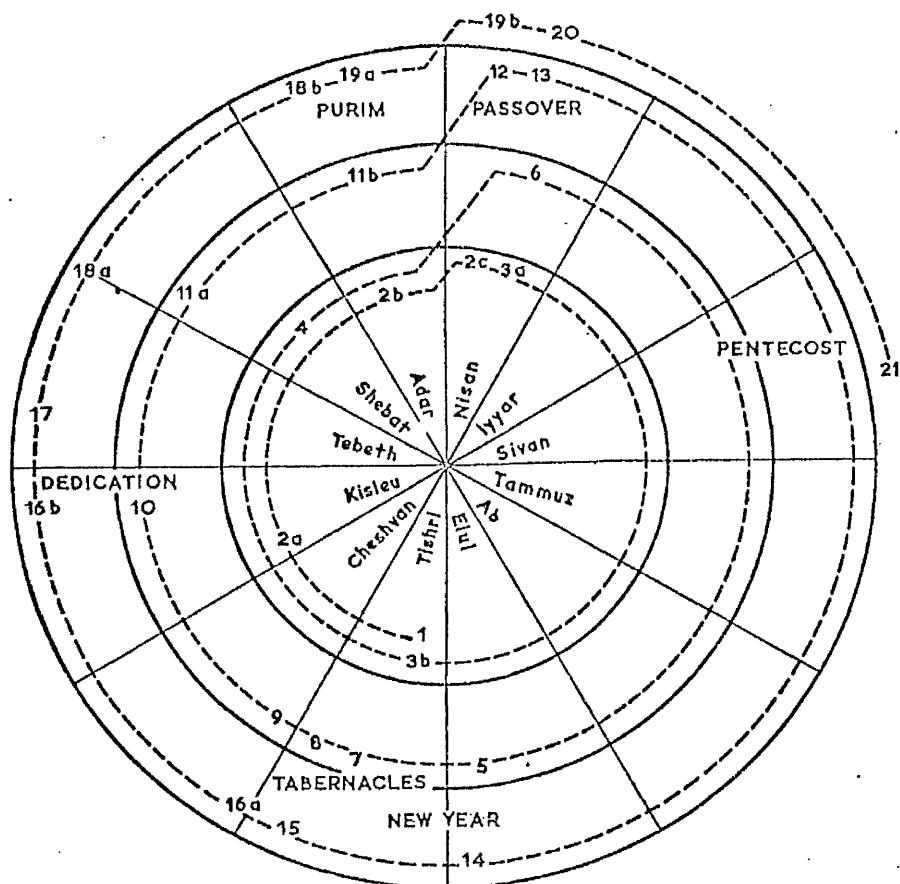 19b 20
12 13
18b 19a
PURIM PASSOVER
11b 6
2c 3a
18a 11a 2b
4
PENTECOST
21
Adar Nisan
Shebat Iyyar
17 Tebeth Sivan
DEDICATION Kisleu Tammuz
16b 10
Cheshvan Tishri Elul Ab
2a
1
3b
9
8
7 5
TABERNACLES
16a
NEW YEAR
15
14